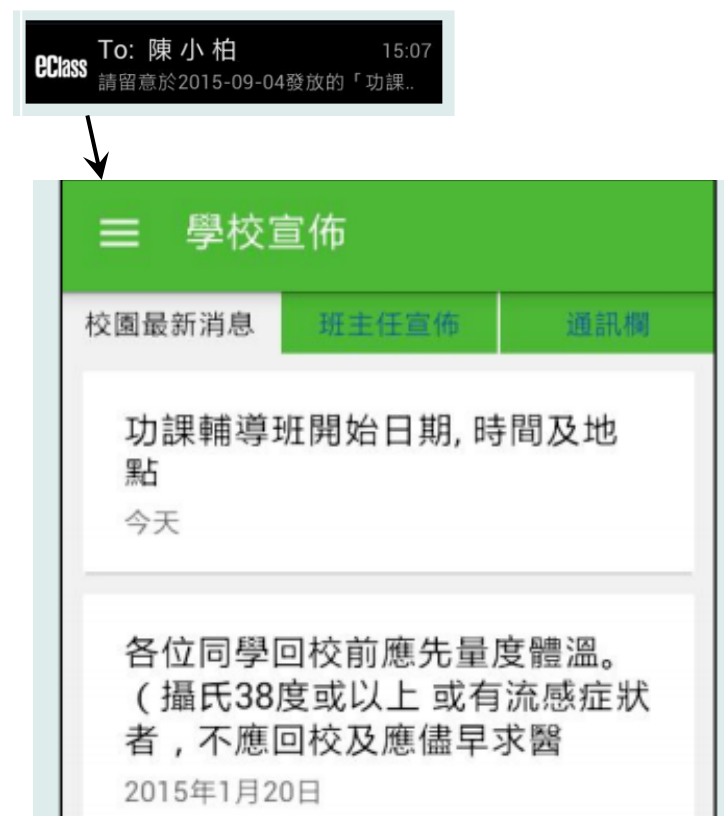 eClass
To: 陳小柏 15:07
請留意於2015-09-04發放的「功課..
學校宣佈
校園最新消息 班主任宣佈 通訊欄
功課輔導班開始日期, 時間及地
點
今天
各位同學回校前應先量度體溫。
（攝氏38度或以上 或有流感症狀
者，不應回校及應儘早求醫
2015年1月20日